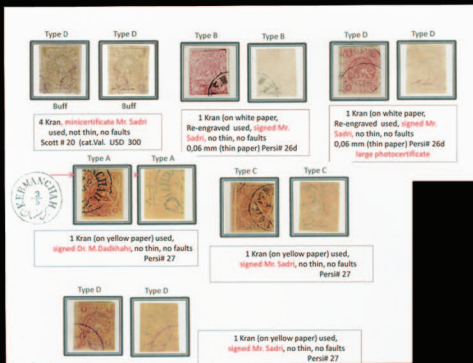 Type D Type D Type B Type B Type D Type D
Buff Buff
4 Kran, minicertificate Mr. Sadri
used, not thin, no faults
Scott # 20 (cat.Val. USD 300
1 Kran (on white paper,
Re-engraved used, signed Mr.
Sadri, no thin, no faults
0,06 mm (thin paper) Persi# 26d
1 Kran (on white paper,
Re-engraved used, signed Mr.
Sadri, no thin, no faults
0,06 mm (thin paper) Persi# 26d
large photocertificate
Type A Type A Type C Type C
KERMANCHAH
1 Kran (on yellow paper) used,
signed Dr. M.Dadkhahi, no thin, no faults
Persi# 27
1 Kran (on yellow paper) used,
signed Mr. Sadri, no thin, no faults
Persi# 27
Type D Type D
1 Kran (on yellow paper) used,
signed Mr. Sadri, no thin, no faults
Persi# 27